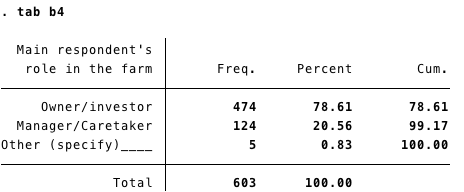 . tab b4
Main respondent's
role in the farm Freq. Percent Cum.
Owner/investor 474 78.61 78.61
Manager/Caretaker 124 20.56 99.17
Other (specify)____ 5 0.83 100.00
Total 603 100.00